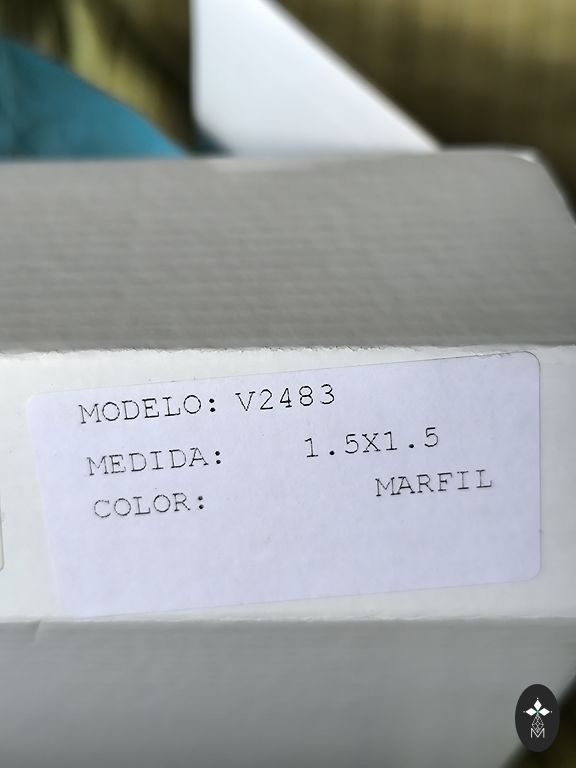 MODELO: V2483
MEDIDA: 1.5X1.5
COLOR: MARFIL
M